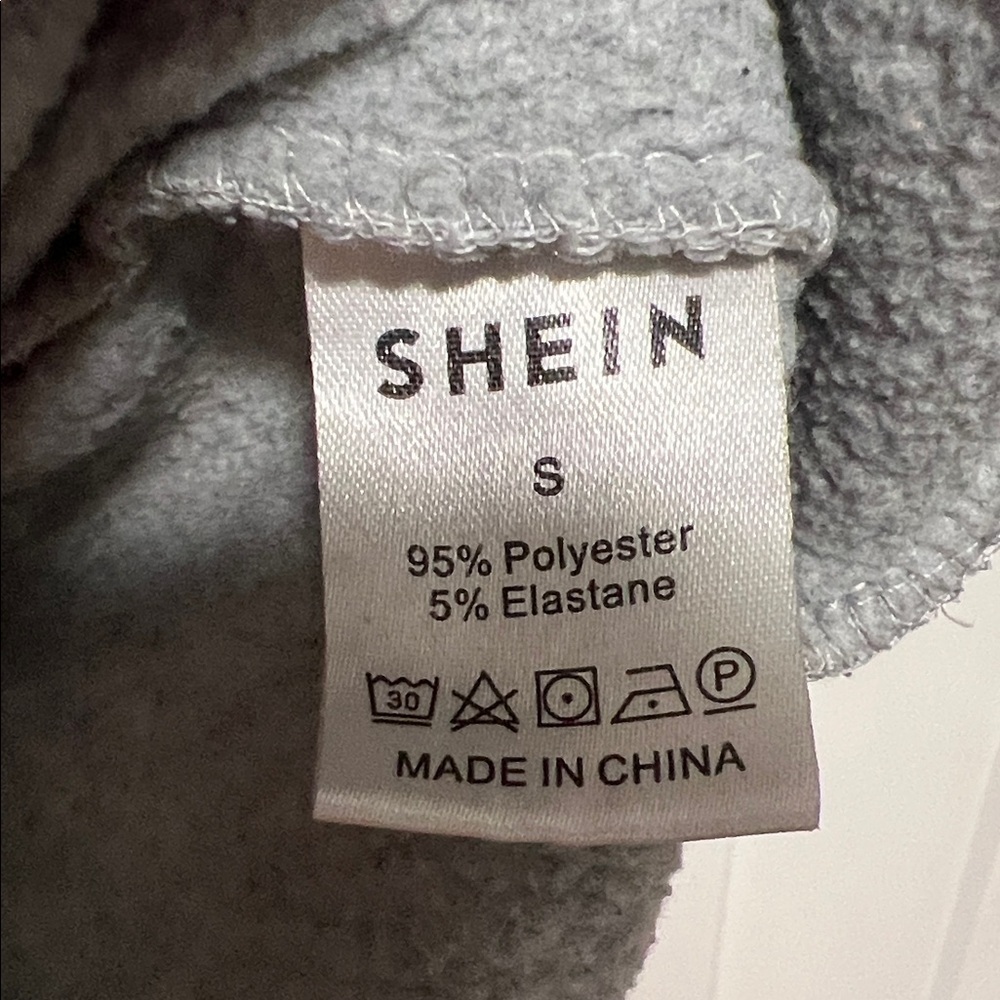 SHEIN
S
95% Polyester
5% Elastane
30 P
MADE IN CHINA